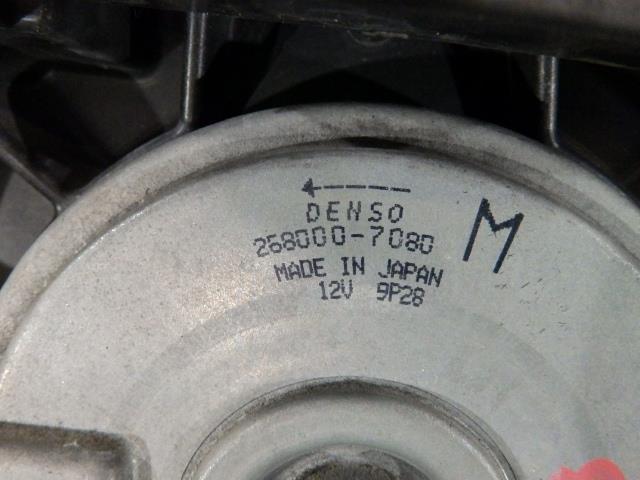 DENSO
268000-7080
M
MADE IN JAPAN
12V 9P28